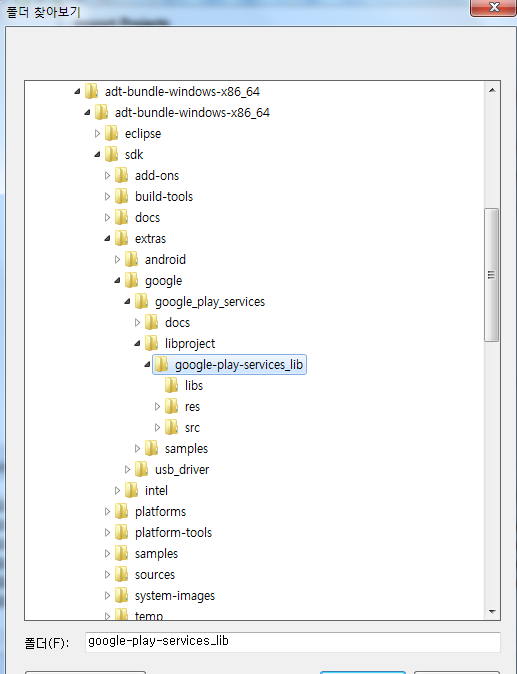 폴더 찾아보기
adt-bundle-windows-x86_64
adt-bundle-windows-x86_64
eclipse
sdk
add-ons
build-tools
docs
extras
android
google
google_play_services
docs
libproject
google-play-services_lib
libs
res
src
samples
usb_driver
intel
platforms
platform-tools
samples
sources
system-images
temp
폴더(F): google-play-services_lib